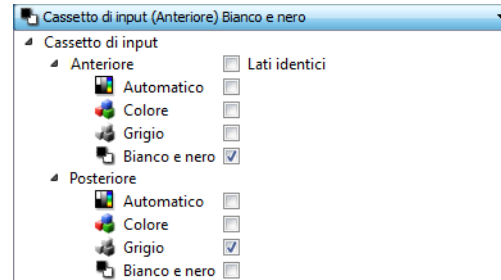 Cassetto di input (Anteriore) Bianco e nero
Cassetto di input
Anteriore Lati identici
Automatico
Colore
Grigio
Bianco e nero
Posteriore
Automatico
Colore
Grigio
Bianco e nero